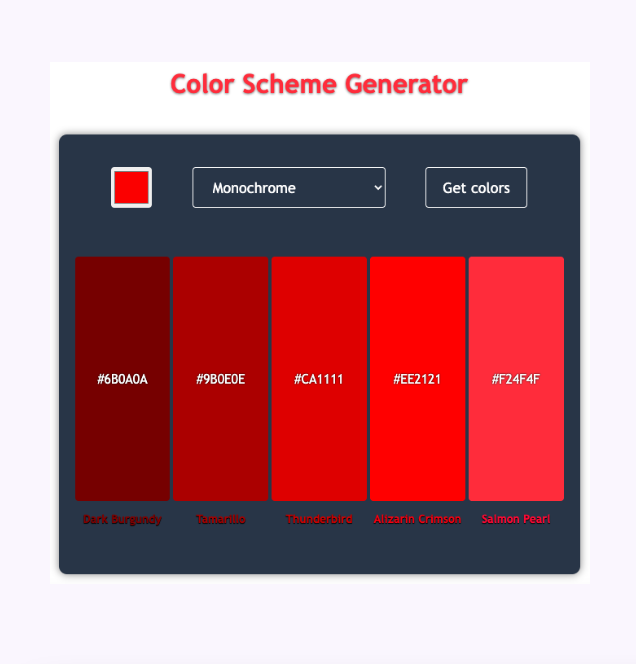 Color Scheme Generator
Monochrome
Get colors
#6B0A0A
#9B0E0E
#CA1111
#EE2121
#F24F4F
Dark Burgundy
Tamarillo
Thunderbird
Alizarin Crimson
Salmon Pearl